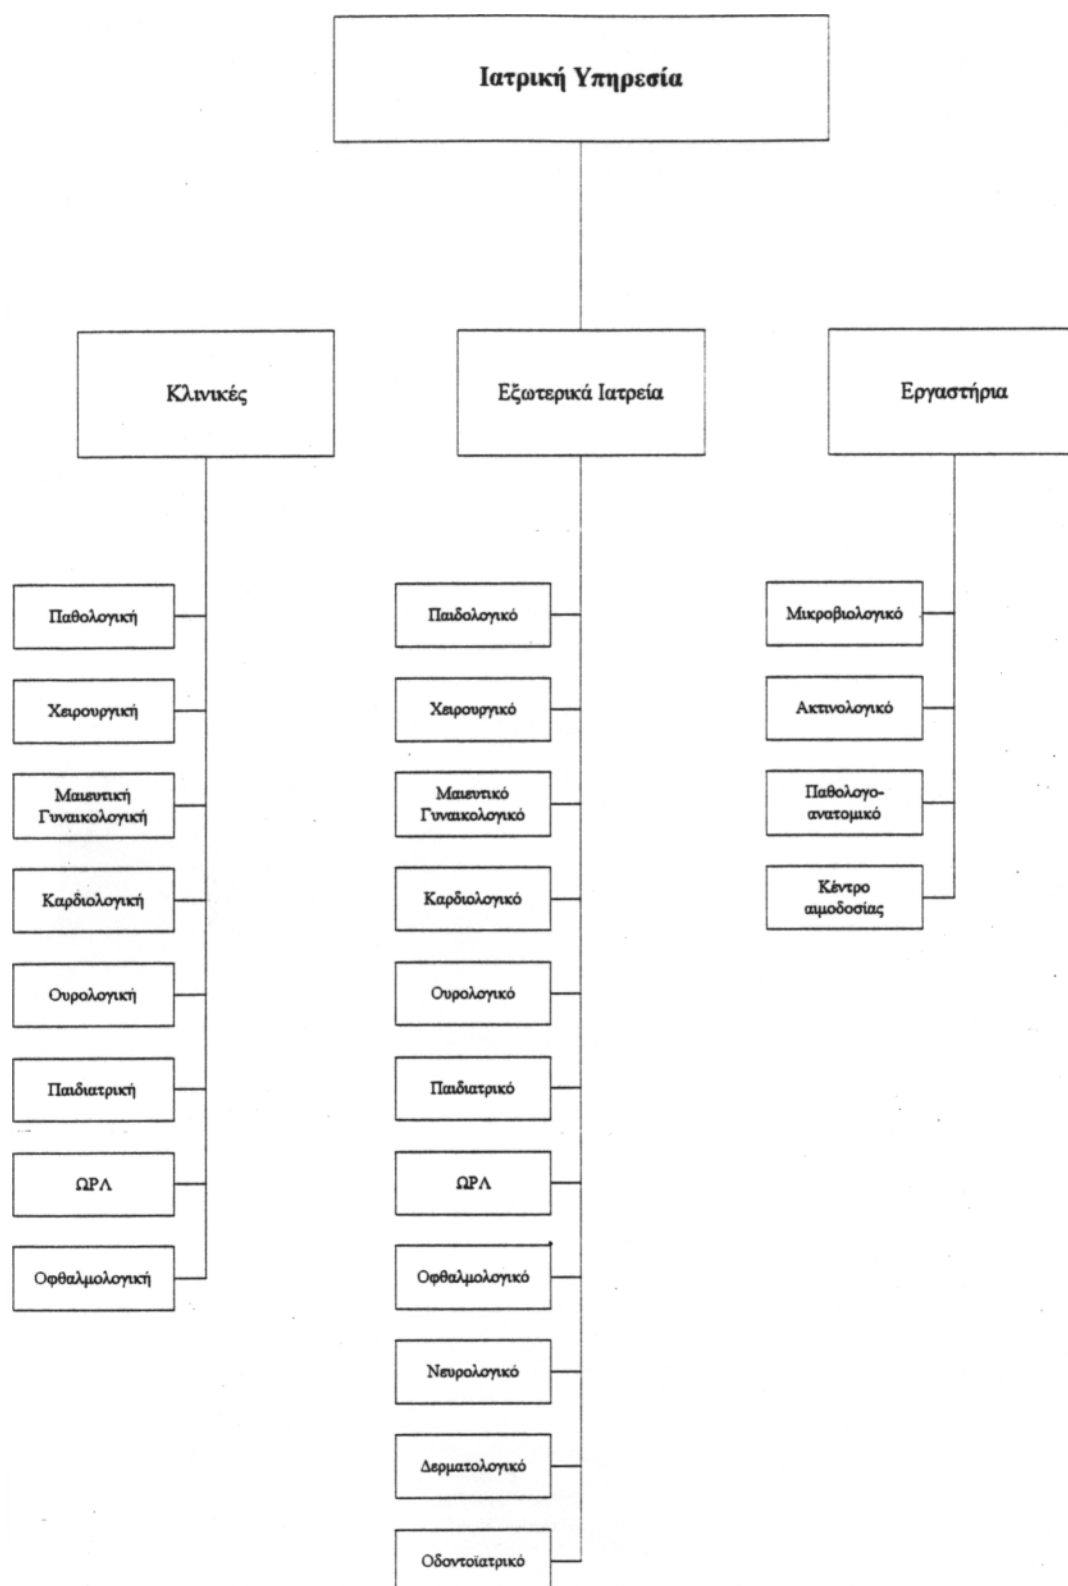 Ιατρική Υπηρεσία
Κλινικές
Εξωτερικά Ιατρεία
Εργαστήρια
Παθολογική
Χειρουργική
Μαιευτική
Γυναικολογική
Καρδιολογική
Ουρολογική
Παιδιατρική
ΩΡΛ
Οφθαλμολογική
Παιδολογικό
Χειρουργικό
Μαιευτικό
Γυναικολογικό
Καρδιολογικό
Ουρολογικό
Παιδιατρικό
ΩΡΛ
Οφθαλμολογικό
Νευρολογικό
Δερματολογικό
Οδοντοϊατρικό
Μικροβιολογικό
Ακτινολογικό
Παθολογο-
ανατομικό
Κέντρο
αιμοδοσίας